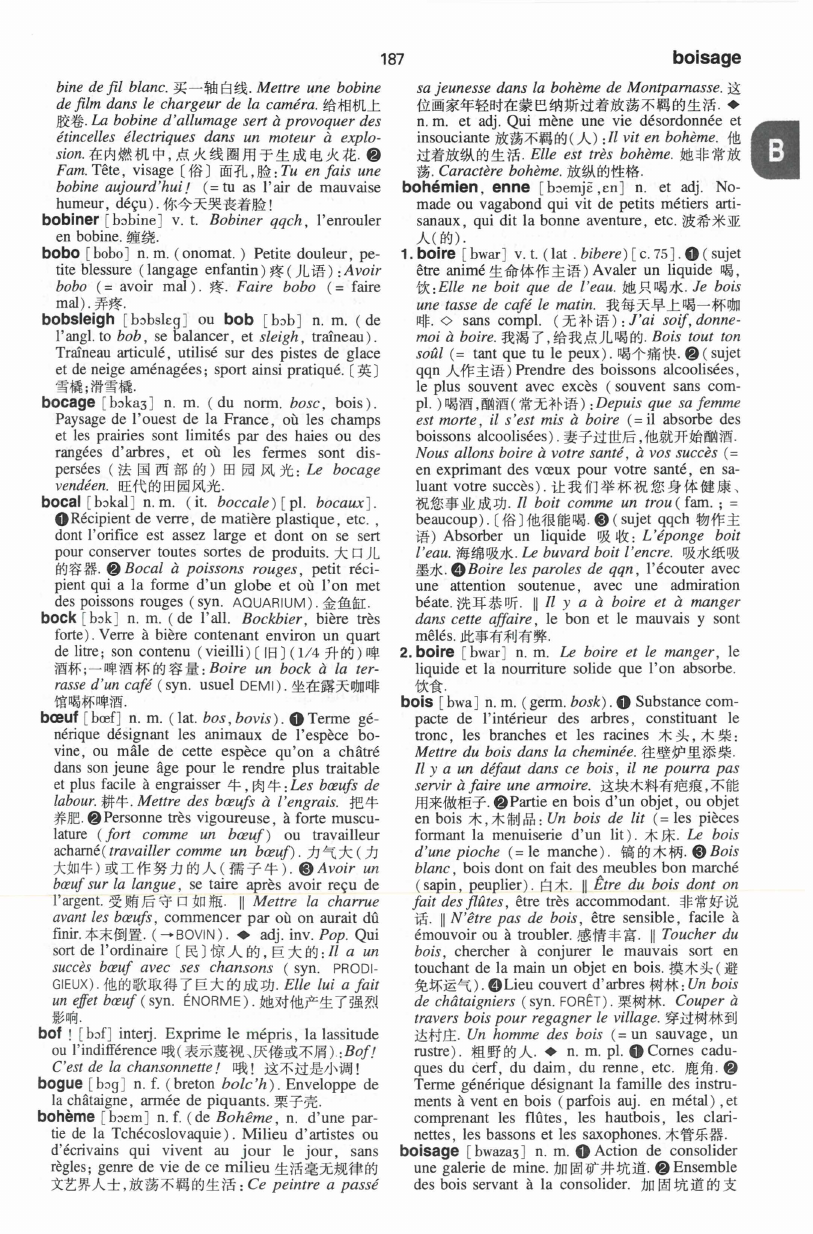 187
boisage
bine de fil blanc. 买一轴白线. Mettre une bobine
de film dans le chargeur de la caméra. 给相机上
胶卷. La bobine d'allumage sert à provoquer des
étincelles électriques dans un moteur à explo-
sion. 在内燃机中,点火线圈用于生成电火花. ❷
Fam. Tête, visage [俗] 面孔,脸:Tu en fais une
bobine aujourd'hui! (= tu as l'air de mauvaise
humeur, déçu). 你今天哭丧着脸!
bobiner [bɔbine] v. t. Bobiner qqch, l'enrouler
en bobine. 缠绕.
bobo [bobo] n. m. (onomat. ) Petite douleur, pe-
tite blessure (langage enfantin) 疼(儿语):Avoir
bobo (= avoir mal). 疼. Faire bobo (= faire
mal). 弄疼.
bobsleigh [bɔbslɛg] ou bob [bɔb] n. m. ( de
l'angl. to bob, se balancer, et sleigh, traîneau).
Traîneau articulé, utilisé sur des pistes de glace
et de neige aménagées; sport ainsi pratiqué. [英]
雪橇;滑雪橇.
bocage [bɔkaʒ] n. m. ( du norm. bosc, bois).
Paysage de l'ouest de la France, où les champs
et les prairies sont limités par des haies ou des
rangées d'arbres, et où les fermes sont dis-
persées (法国西部的) 田园风光: Le bocage
vendéen. 旺代的田园风光.
bocal [bɔkal] n. m. (it. boccale) [pl. bocaux].
❶Récipient de verre, de matière plastique, etc. ,
dont l'orifice est assez large et dont on se sert
pour conserver toutes sortes de produits. 大口儿
的容器. ❷ Bocal à poissons rouges, petit réci-
pient qui a la forme d'un globe et où l'on met
des poissons rouges (syn. AQUARIUM). 金鱼缸.
bock [bɔk] n. m. ( de l'all. Bockbier, bière très
forte). Verre à bière contenant environ un quart
de litre; son contenu (vieilli) [旧] (1/4 升的) 啤
酒杯;一啤酒杯的容量: Boire un bock à la ter-
rasse d'un café (syn. usuel DEMI). 坐在露天咖啡
馆喝杯啤酒.
bœuf [bœf] n. m. (lat. bos, bovis). ❶Terme gé-
nérique désignant les animaux de l'espèce bo-
vine, ou mâle de cette espèce qu'on a châtré
dans son jeune âge pour le rendre plus traitable
et plus facile à engraisser 牛,肉牛:Les bœufs de
labour. 耕牛. Mettre des bœufs à l'engrais. 把牛
养肥. ❷Personne très vigoureuse, à forte muscu-
lature ( fort comme un bœuf) ou travailleur
acharné(travailler comme un bœuf). 力气大(力
大如牛)或工作努力的人(孺子牛). ❸Avoir un
bœuf sur la langue, se taire après avoir reçu de
l'argent. 受贿后守口如瓶. ‖ Mettre la charrue
avant les bœufs, commencer par où on aurait dû
finir. 本末倒置. (→BOVIN). ◆ adj. inv. Pop. Qui
sort de l'ordinaire [民]惊人的,巨大的:Il a un
succès bœuf avec ses chansons ( syn. PRODI-
GIEUX). 他的歌取得了巨大的成功. Elle lui a fait
un effet bœuf (syn. ÉNORME). 她对他产生了强烈
影响.
bof ! [bɔf] interj. Exprime le mépris, la lassitude
ou l'indifférence 哦(表示蔑视、厌倦或不屑):Bof!
C'est de la chansonnette! 哦! 这不过是小调!
bogue [bɔg] n. f. (breton bolc'h). Enveloppe de
la châtaigne, armée de piquants. 栗子壳.
bohème [bɔɛm] n. f. (de Bohême, n. d'une par-
tie de la Tchécoslovaquie). Milieu d'artistes ou
d'écrivains qui vivent au jour le jour, sans
règles; genre de vie de ce milieu 生活毫无规律的
文艺界人士,放荡不羁的生活: Ce peintre a passé
sa jeunesse dans la bohème de Montparnasse. 这
位画家年轻时在蒙巴纳斯过着放荡不羁的生活. ◆
n. m. et adj. Qui mène une vie désordonnée et
insouciante 放荡不羁的(人):Il vit en bohème. 他
过着放纵的生活. Elle est très bohème. 她非常放
荡. Caractère bohème. 放纵的性格.
B
bohémien, enne [bɔemjɛ̃,ɛn] n. et adj. No-
made ou vagabond qui vit de petits métiers arti-
sanaux, qui dit la bonne aventure, etc. 波希米亚
人(的).
1. boire [bwar] v. t. (lat . bibere) [c. 75]. ❶(sujet
être animé 生命体作主语) Avaler un liquide 喝,
饮:Elle ne boit que de l'eau. 她只喝水. Je bois
une tasse de café le matin. 我每天早上喝一杯咖
啡. ◇ sans compl. (无补语): J'ai soif, donne-
moi à boire. 我渴了,给我点儿喝的. Bois tout ton
soûl (= tant que tu le peux). 喝个痛快. ❷(sujet
qqn 人作主语) Prendre des boissons alcoolisées,
le plus souvent avec excès ( souvent sans com-
pl. )喝酒,酗酒(常无补语):Depuis que sa femme
est morte, il s'est mis à boire (= il absorbe des
boissons alcoolisées). 妻子过世后,他就开始酗酒.
Nous allons boire à votre santé, à vos succès (=
en exprimant des vœux pour votre santé, en sa-
luant votre succès). 让我们举杯祝您身体健康、
祝您事业成功. Il boit comme un trou (fam. ; =
beaucoup). [俗]他很能喝. ❸(sujet qqch 物作主
语) Absorber un liquide 吸收: L'éponge boit
l'eau. 海绵吸水. Le buvard boit l'encre. 吸水纸吸
墨水. ❹Boire les paroles de qqn, l'écouter avec
une attention soutenue, avec une admiration
béate. 洗耳恭听. ‖ Il y a à boire et à manger
dans cette affaire, le bon et le mauvais y sont
mêlés. 此事有利有弊.
2. boire [bwar] n. m. Le boire et le manger, le
liquide et la nourriture solide que l'on absorbe.
饮食.
bois [bwa] n. m. (germ. bosk). ❶ Substance com-
pacte de l'intérieur des arbres, constituant le
tronc, les branches et les racines 木头,木柴:
Mettre du bois dans la cheminée. 往壁炉里添柴.
Il y a un défaut dans ce bois, il ne pourra pas
servir à faire une armoire. 这块木料有疤痕,不能
用来做柜子. ❷Partie en bois d'un objet, ou objet
en bois 木,木制品: Un bois de lit (= les pièces
formant la menuiserie d'un lit). 木床. Le bois
d'une pioche (= le manche). 镐的木柄. ❸ Bois
blanc, bois dont on fait des meubles bon marché
(sapin, peuplier). 白木. ‖ Être du bois dont on
fait des flûtes, être très accommodant. 非常好说
话. ‖ N'être pas de bois, être sensible, facile à
émouvoir ou à troubler. 感情丰富. ‖ Toucher du
bois, chercher à conjurer le mauvais sort en
touchant de la main un objet en bois. 摸木头(避
免坏运气). ❹Lieu couvert d'arbres 树林: Un bois
de châtaigniers (syn. FORÊT). 栗树林. Couper à
travers bois pour regagner le village. 穿过树林到
达村庄. Un homme des bois (= un sauvage, un
rustre). 粗野的人. ◆ n. m. pl. ❶ Cornes cadu-
ques du cerf, du daim, du renne, etc. 鹿角. ❷
Terme générique désignant la famille des instru-
ments à vent en bois (parfois auj. en métal), et
comprenant les flûtes, les hautbois, les clari-
nettes, les bassons et les saxophones. 木管乐器.
boisage [bwazaʒ] n. m. ❶ Action de consolider
une galerie de mine. 加固矿井坑道. ❷Ensemble
des bois servant à la consolider. 加固坑道的支